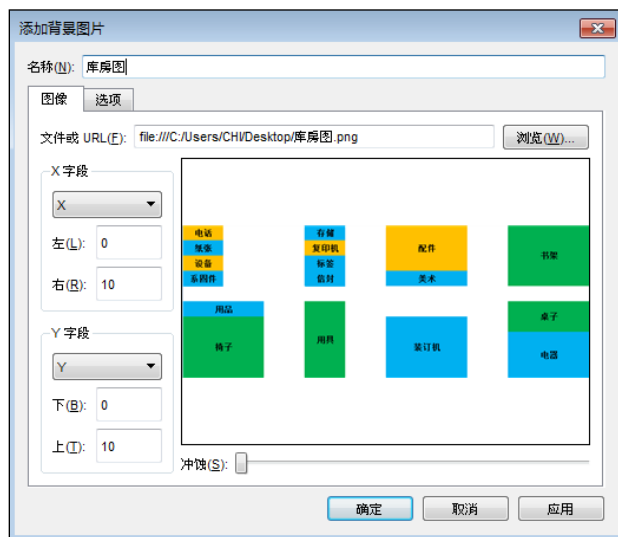 添加背景图片
名称(N): 库房图
图像 选项
文件或 URL(F): file:///C:/Users/CHI/Desktop/库房图.png 浏览(W)...
X 字段
X
左(L): 0
右(R): 10
Y 字段
Y
下(B): 0
上(T): 10
电话
纸张
设备
系固件
存储
复印机
标签
信封
配件
美术
书架
用品
椅子
用具
装订机
桌子
电器
冲蚀(S):
确定 取消 应用